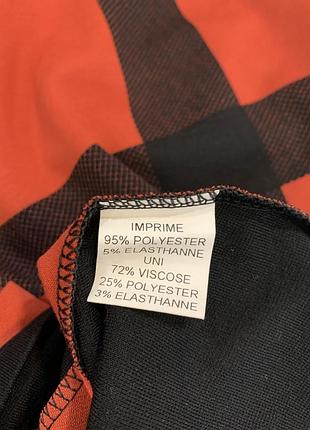 IMPRIME
95% POLYESTER
5% ELASTHANNE
UNI
72% VISCOSE
25% POLYESTER
3% ELASTHANNE